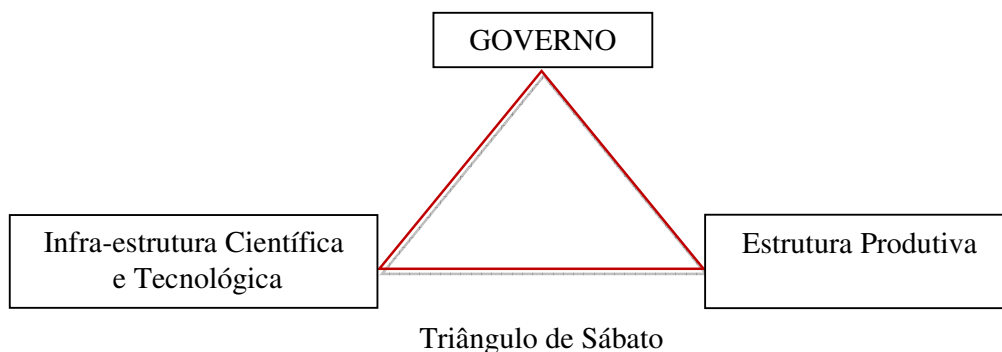 GOVERNO
Infra-estrutura Científica
e Tecnológica
Estrutura Produtiva
Triângulo de Sábato